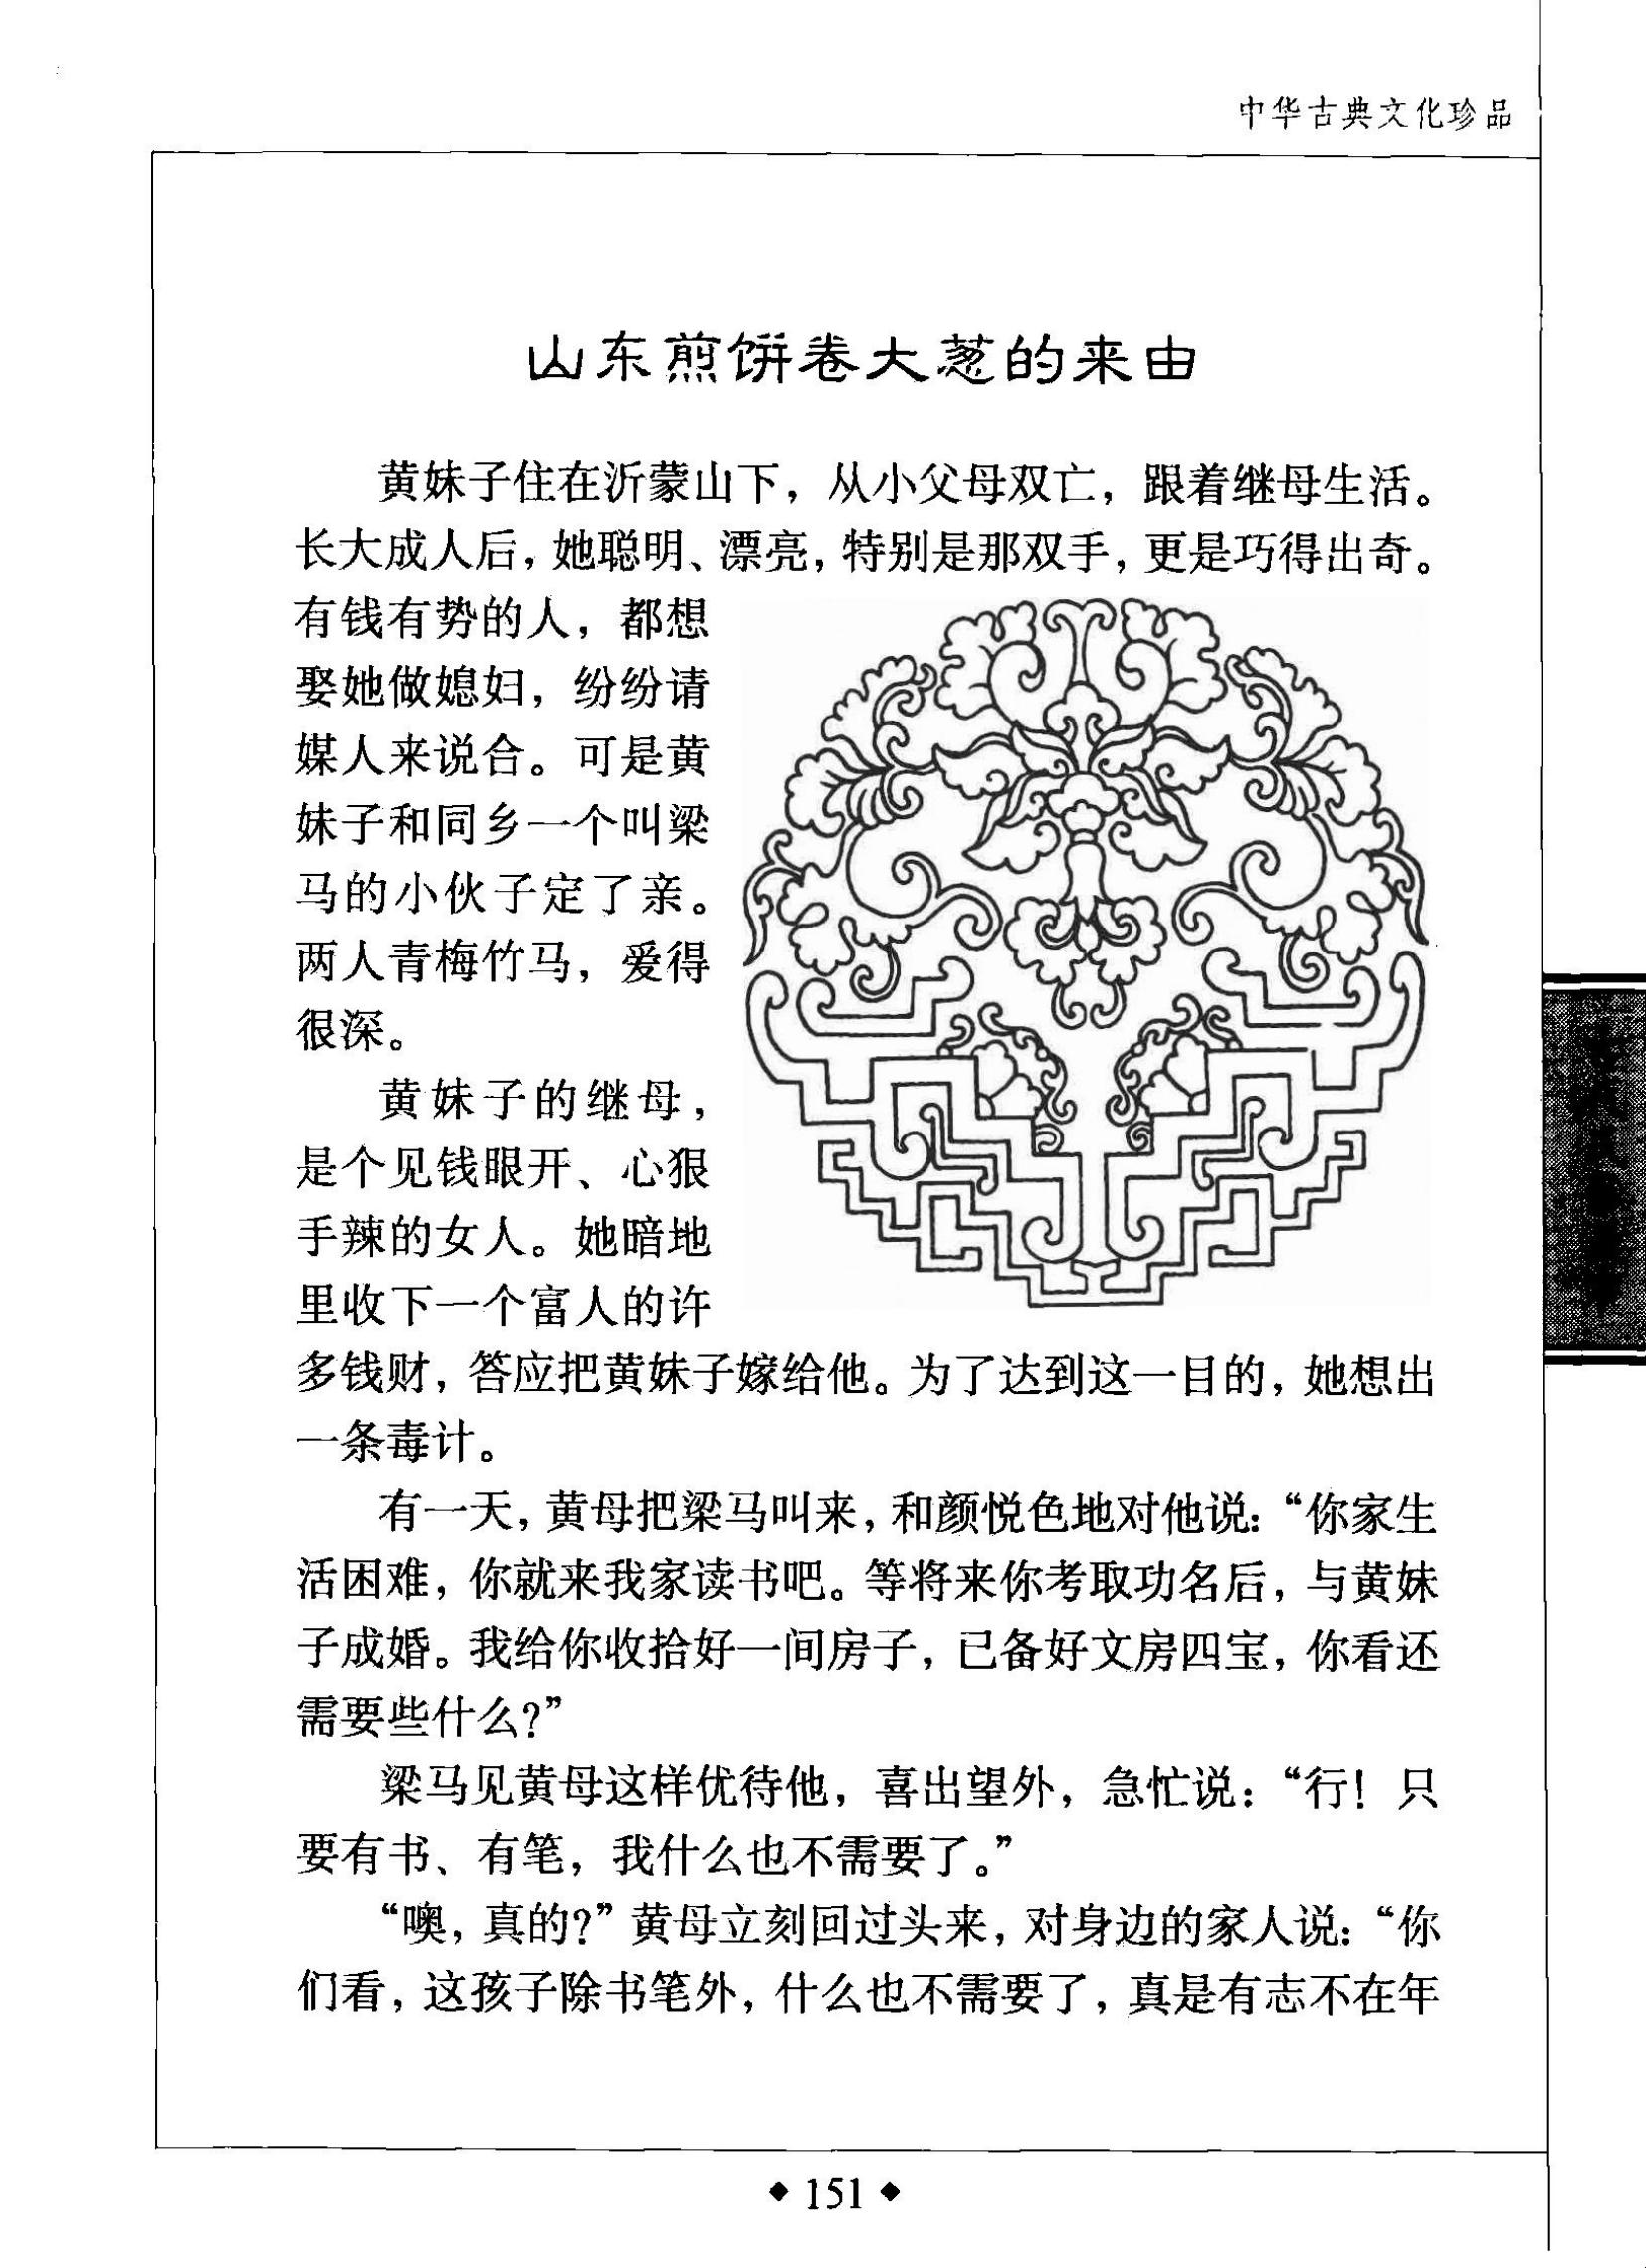 中华古典文化珍品
山东煎饼卷大葱的来由
黄妹子住在沂蒙山下，从小父母双亡，跟着继母生活。
长大成人后，她聪明、漂亮，特别是那双手，更是巧得出奇。
有钱有势的人，都想
娶她做媳妇，纷纷请
媒人来说合。可是黄
妹子和同乡一个叫梁
马的小伙子定了亲。
两人青梅竹马，爱得
很深。
黄妹子的继母，
是个见钱眼开、心狠
手辣的女人。她暗地
里收下一个富人的许
多钱财，答应把黄妹子嫁给他。为了达到这一目的，她想出
一条毒计。
有一天，黄母把梁马叫来，和颜悦色地对他说：“你家生
活困难，你就来我家读书吧。等将来你考取功名后，与黄妹
子成婚。我给你收拾好一间房子，已备好文房四宝，你看还
需要些什么？”
梁马见黄母这样优待他，喜出望外，急忙说：“行！只
要有书、有笔，我什么也不需要了。”
“噢，真的？”黄母立刻回过头来，对身边的家人说：“你
们看，这孩子除书笔外，什么也不需要了，真是有志不在年
◆ 151 ◆